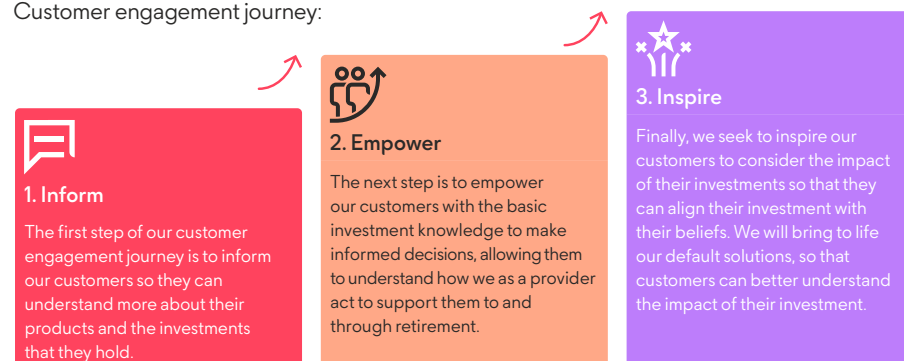 Customer engagement journey:
1. Inform
The first step of our customer
engagement journey is to inform
our customers so they can
understand more about their
products and the investments
that they hold.
2. Empower
The next step is to empower
our customers with the basic
investment knowledge to make
informed decisions, allowing them
to understand how we as a provider
act to support them to and
through retirement.
3. Inspire
Finally, we seek to inspire our
customers to consider the impact
of their investments so that they
can align their investment with
their beliefs. We will bring to life
our default solutions, so that
customers can better understand
the impact of their investment.